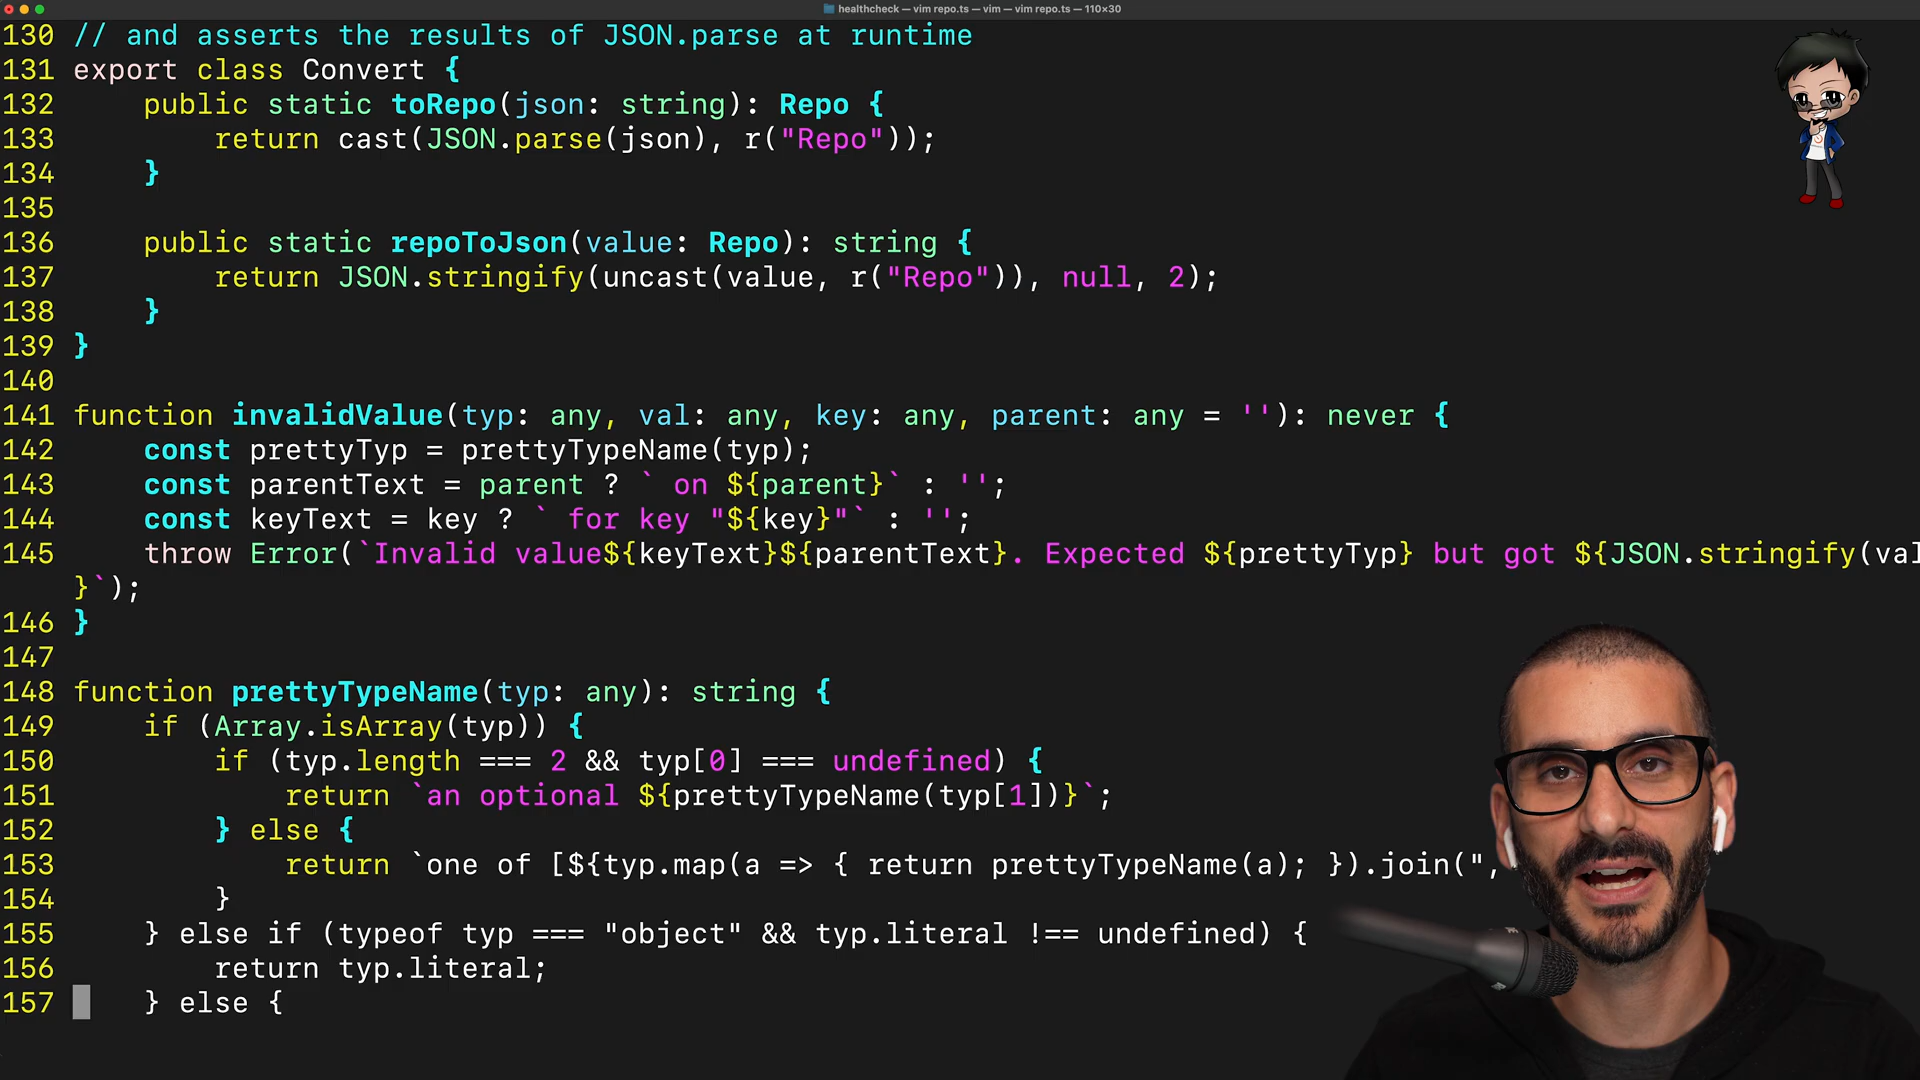 healthcheck — vim repo.ts — vim — vim repo.ts — 110×30
130 // and asserts the results of JSON.parse at runtime
131 export class Convert {
132     public static toRepo(json: string): Repo {
133         return cast(JSON.parse(json), r("Repo"));
134     }
135
136     public static repoToJson(value: Repo): string {
137         return JSON.stringify(uncast(value, r("Repo")), null, 2);
138     }
139 }
140
141 function invalidValue(typ: any, val: any, key: any, parent: any = ''): never {
142     const prettyTyp = prettyTypeName(typ);
143     const parentText = parent ? ` on ${parent}` : '';
144     const keyText = key ? ` for key "${key}"` : '';
145     throw Error(`Invalid value${keyText}${parentText}. Expected ${prettyTyp} but got ${JSON.stringify(val
}`);
146 }
147
148 function prettyTypeName(typ: any): string {
149     if (Array.isArray(typ)) {
150         if (typ.length === 2 && typ[0] === undefined) {
151             return `an optional ${prettyTypeName(typ[1])}`;
152         } else {
153             return `one of [${typ.map(a => { return prettyTypeName(a); }).join(",
154         }
155     } else if (typeof typ === "object" && typ.literal !== undefined) {
156         return typ.literal;
157     } else {